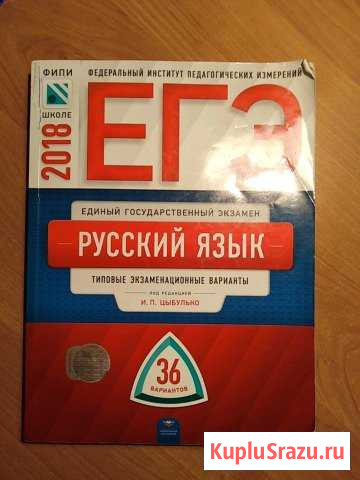 ФИПИ
ШКОЛЕ
ФЕДЕРАЛЬНЫЙ ИНСТИТУТ ПЕДАГОГИЧЕСКИХ ИЗМЕРЕНИЙ
2018
ЕГЭ
ЕДИНЫЙ ГОСУДАРСТВЕННЫЙ ЭКЗАМЕН
РУССКИЙ ЯЗЫК
ТИПОВЫЕ ЭКЗАМЕНАЦИОННЫЕ ВАРИАНТЫ
ПОД РЕДАКЦИЕЙ
И. П. ЦЫБУЛЬКО
36
ВАРИАНТОВ
KupluSrazu.ru